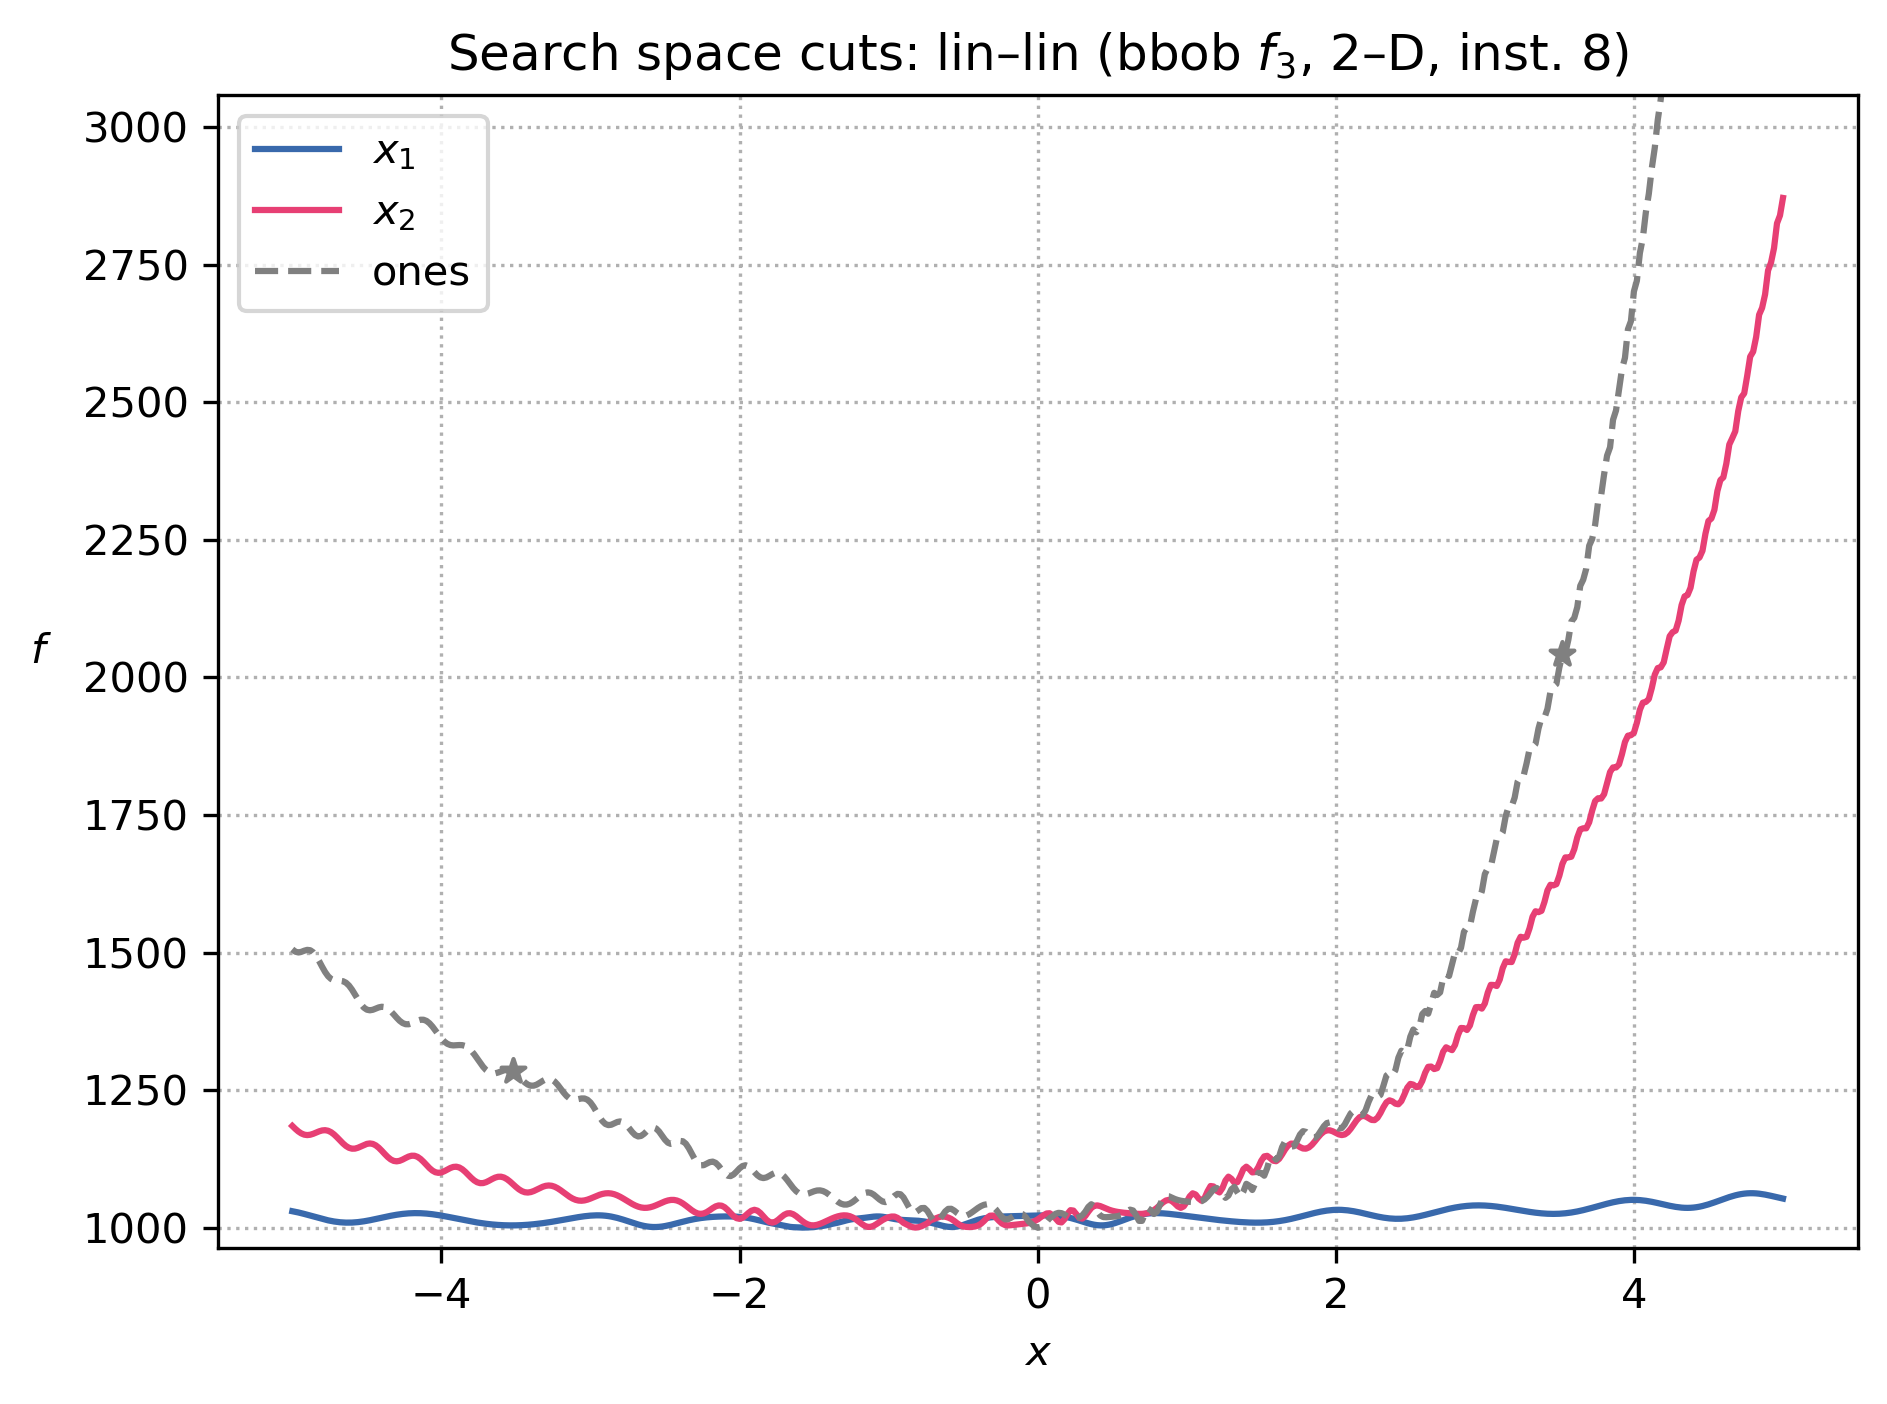 Search space cuts: lin–lin (bbob f₃, 2–D, inst. 8)
x₁
x₂
ones
3000
2750
2500
2250
2000
1750
1500
1250
1000
f
−4
−2
0
2
4
x